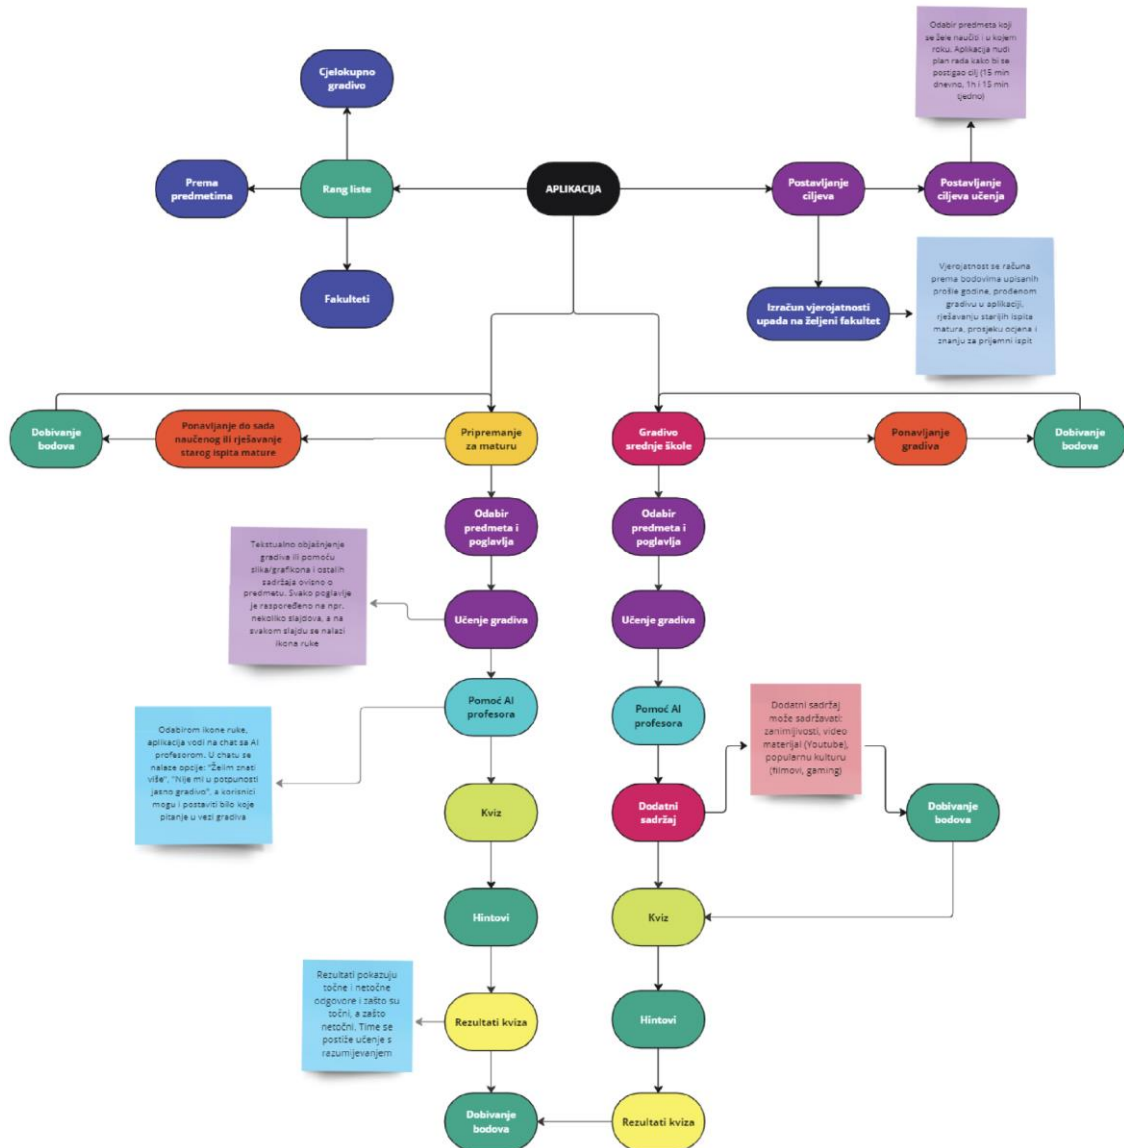 Odabir predmeta koji
se žele naučiti i u kojem
roku. Aplikacija nudi
plan rada kako bi se
postigao cilj (15 min
dnevno, 1h i 15 min
tjedno)
Cjelokupno
gradivo
Prema
predmetima
Rang liste
APLIKACIJA
Postavljanje
ciljeva
Postavljanje
ciljeva učenja
Fakulteti
Izračun vjerojatnosti
upada na željeni fakultet
Vjerojatnost se računa
prema bodovima upisanih
prošle godine, prođenom
gradivu u aplikaciji,
rješavanju starijih ispita
matura, prosjeku ocjena i
znanju za prijemni ispit
Dobivanje
bodova
Ponavljanje do sada
naučenog ili rješavanje
starog ispita mature
Pripremanje
za maturu
Gradivo
srednje škole
Ponavljanje
gradiva
Dobivanje
bodova
Odabir
predmeta i
poglavlja
Odabir
predmeta i
poglavlja
Tekstualno objašnjenje
gradiva ili pomoću
slika/grafikona i ostalih
sadržaja ovisno o
predmetu. Svako poglavlje
je raspoređeno na npr.
nekoliko slajdova, a na
svakom slajdu se nalazi
ikona ruke
Učenje gradiva
Učenje gradiva
Pomoć AI
profesora
Pomoć AI
profesora
Odabirom ikone ruke,
aplikacija vodi na chat sa AI
profesorom. U chatu se
nalaze opcije: "Želim znati
više", "Nije mi u potpunosti
jasno gradivo", a korisnici
mogu i postaviti bilo koje
pitanje u vezi gradiva
Dodatni sadržaj
može sadržavati:
zanimljivosti, video
materijal (Youtube),
popularnu kulturu
(filmovi, gaming)
Kviz
Dodatni
sadržaj
Dobivanje
bodova
Hintovi
Kviz
Rezultati pokazuju
točne i netočne
odgovore i zašto su
točni, a zašto
netočni. Time se
postiže učenje s
razumijevanjem
Rezultati kviza
Hintovi
Dobivanje
bodova
Rezultati kviza